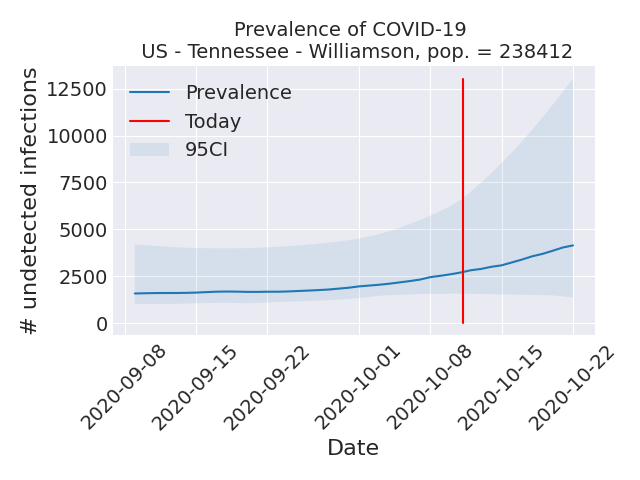 Prevalence of COVID-19
US - Tennessee - Williamson, pop. = 238412
# undetected infections
12500
10000
7500
5000
2500
0
Prevalence
Today
95CI
2020-09-08
2020-09-15
2020-09-22
2020-10-01
2020-10-08
2020-10-15
2020-10-22
Date